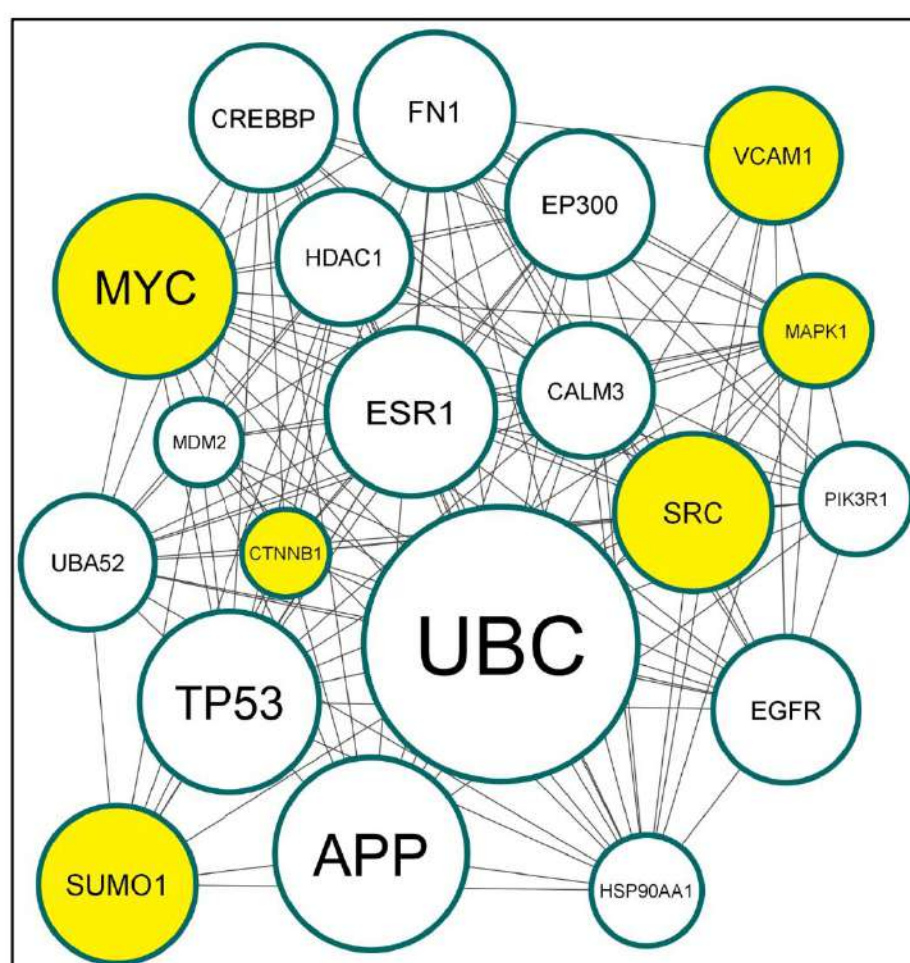 CREBBP
FN1
VCAM1
EP300
HDAC1
MYC
MAPK1
CALM3
ESR1
MDM2
PIK3R1
SRC
CTNNB1
UBA52
UBC
TP53
EGFR
APP
SUMO1
HSP90AA1